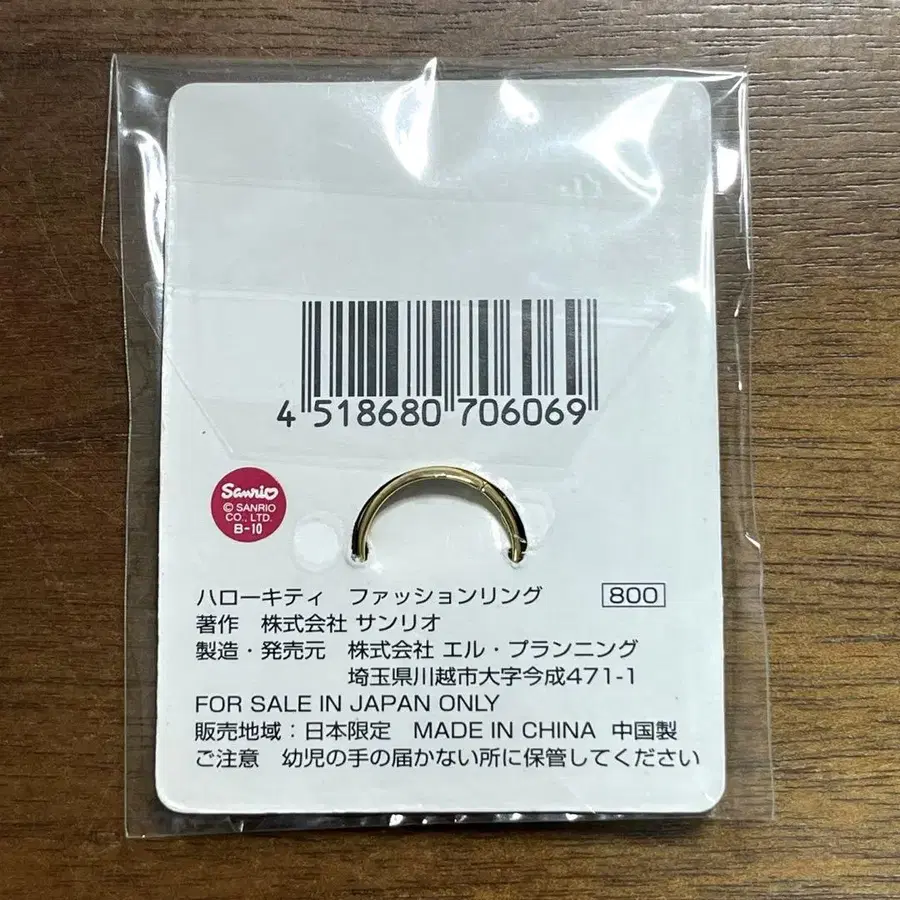 4 518680 706069
Sanrio
© SANRIO
CO., LTD.
B-10
ハローキティ ファッションリング 800
著作 株式会社 サンリオ
製造・発売元 株式会社 エル・プランニング
埼玉県川越市大字今成471-1
FOR SALE IN JAPAN ONLY
販売地域：日本限定 MADE IN CHINA 中国製
ご注意 幼児の手の届かない所に保管してください